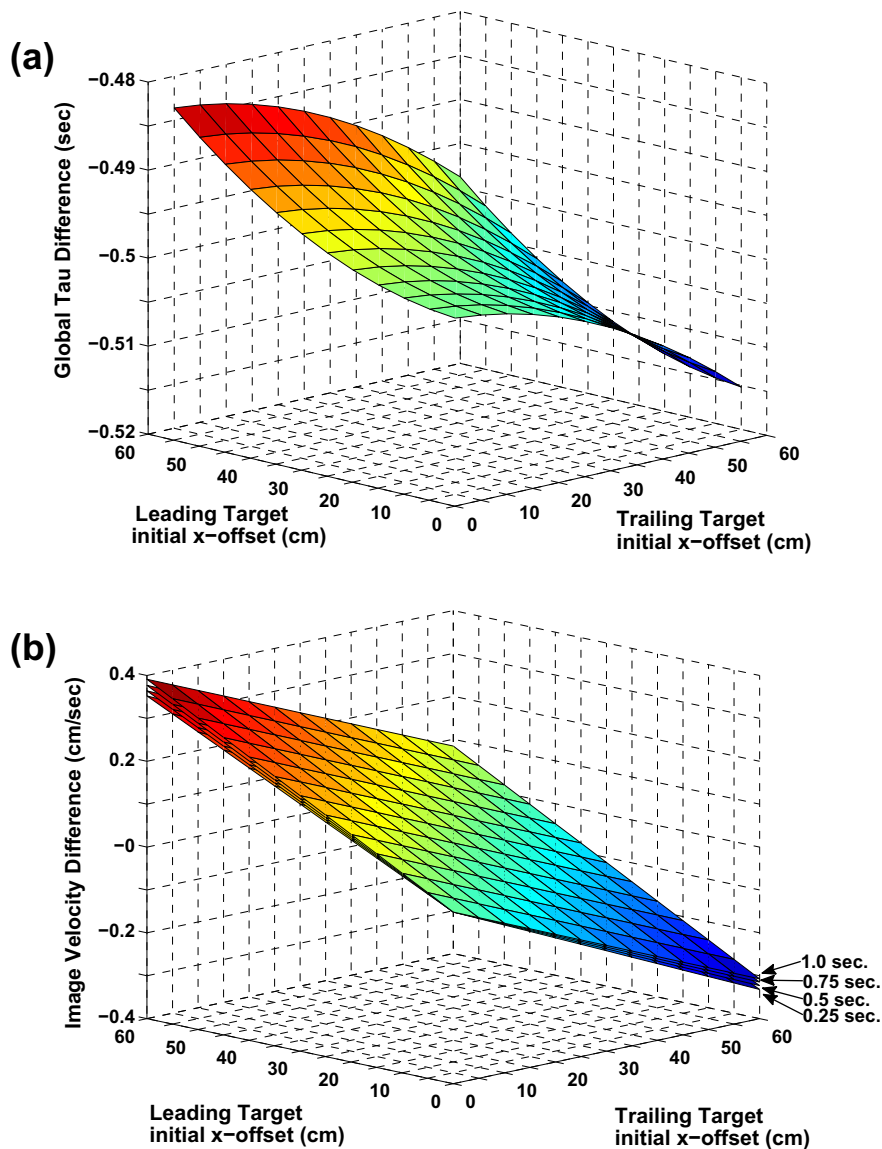 (a)
Global Tau Difference (sec)
−0.48
−0.49
−0.5
−0.51
−0.52
60
50
40
30
20
10
0
0
10
20
30
40
50
60
Leading Target
initial x−offset (cm)
Trailing Target
initial x−offset (cm)
(b)
Image Velocity Difference (cm/sec)
0.4
0.2
−0
−0.2
−0.4
60
50
40
30
20
10
0
0
10
20
30
40
50
60
1.0 sec.
0.75 sec.
0.5 sec.
0.25 sec.
Leading Target
initial x−offset (cm)
Trailing Target
initial x−offset (cm)